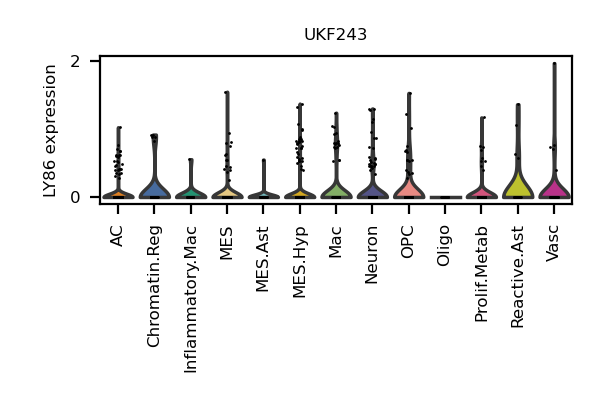 UKF243
LY86 expression
2
0
AC
Chromatin.Reg
Inflammatory.Mac
MES
MES.Ast
MES.Hyp
Mac
Neuron
OPC
Oligo
Prolif.Metab
Reactive.Ast
Vasc